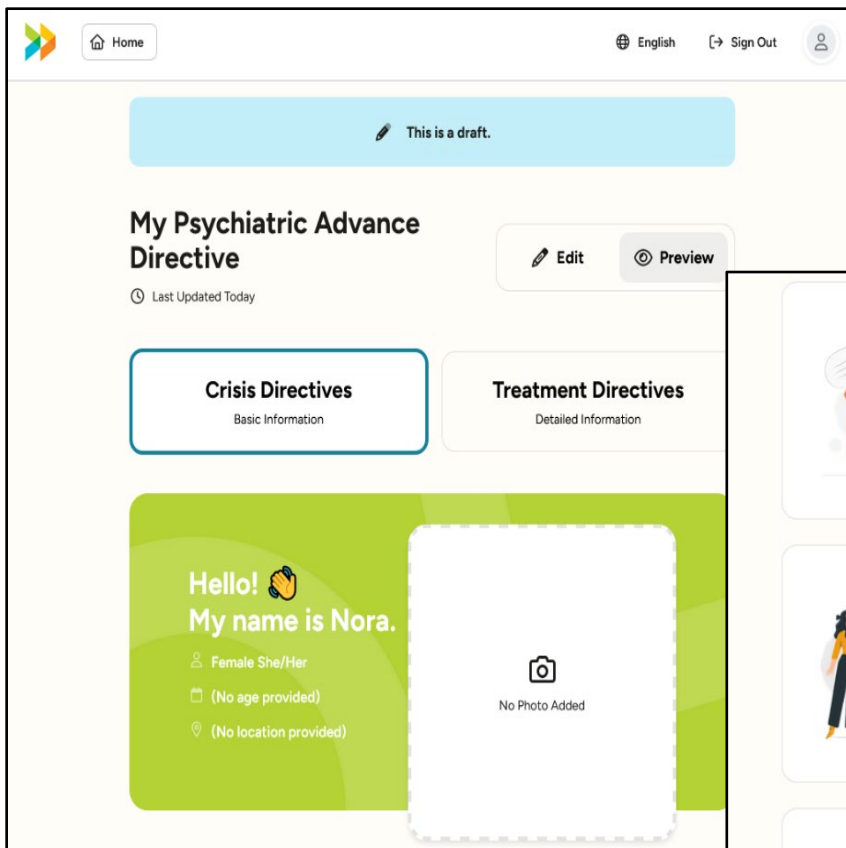 Home
English
Sign Out
This is a draft.
My Psychiatric Advance
Directive
Edit
Preview
Last Updated Today
Crisis Directives
Basic Information
Treatment Directives
Detailed Information
Hello!
My name is Nora.
Female She/Her
(No age provided)
(No location provided)
No Photo Added